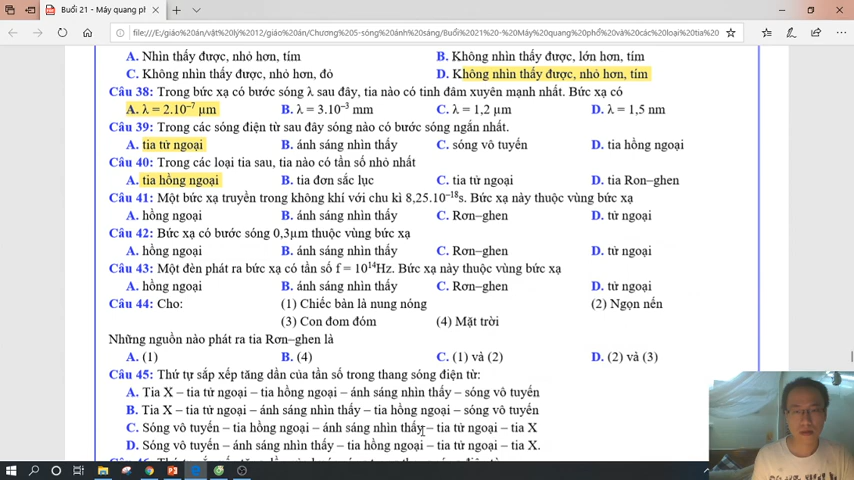 Buổi 21 - Máy quang ph
file:///E:/giáo%20án/vật%20lý%2012/giáo%20án/Chương%205-sóng%20ánh%20sáng/Buổi%2021%20-%20Máy%20quang%20phổ%20và%20các%20loại%20tia%20
A. Nhìn thấy được, nhỏ hơn, tím B. Không nhìn thấy được, lớn hơn, tím
C. Không nhìn thấy được, nhỏ hơn, đỏ D. Không nhìn thấy được, nhỏ hơn, tím
Câu 38: Trong bức xạ có bước sóng λ sau đây, tia nào có tinh đâm xuyên mạnh nhất. Bức xạ có
A. λ = 2.10⁻⁷ μm B. λ = 3.10⁻³ mm C. λ = 1,2 μm D. λ = 1,5 nm
Câu 39: Trong các sóng điện từ sau đây sóng nào có bước sóng ngắn nhất.
A. tia tử ngoại B. ánh sáng nhìn thấy C. sóng vô tuyến D. tia hồng ngoại
Câu 40: Trong các loại tia sau, tia nào có tần số nhỏ nhất
A. tia hồng ngoại B. tia đơn sắc lục C. tia tử ngoại D. tia Rơn–ghen
Câu 41: Một bức xạ truyền trong không khí với chu kì 8,25.10⁻¹⁸s. Bức xạ này thuộc vùng bức xạ
A. hồng ngoại B. ánh sáng nhìn thấy C. Rơn–ghen D. tử ngoại
Câu 42: Bức xạ có bước sóng 0,3μm thuộc vùng bức xạ
A. hồng ngoại B. ánh sáng nhìn thấy C. Rơn–ghen D. tử ngoại
Câu 43: Một đèn phát ra bức xạ có tần số f = 10¹⁴Hz. Bức xạ này thuộc vùng bức xạ
A. hồng ngoại B. ánh sáng nhìn thấy C. Rơn–ghen D. tử ngoại
Câu 44: Cho: (1) Chiếc bàn là nung nóng (2) Ngọn nến
(3) Con đom đóm (4) Mặt trời
Những nguồn nào phát ra tia Rơn–ghen là
A. (1) B. (4) C. (1) và (2) D. (2) và (3)
Câu 45: Thứ tự sắp xếp tăng dần của tần số trong thang sóng điện từ:
A. Tia X – tia tử ngoại – tia hồng ngoại – ánh sáng nhìn thấy – sóng vô tuyến
B. Tia X – tia tử ngoại – ánh sáng nhìn thấy – tia hồng ngoại – sóng vô tuyến
C. Sóng vô tuyến – tia hồng ngoại – ánh sáng nhìn thấy – tia tử ngoại – tia X
D. Sóng vô tuyến – ánh sáng nhìn thấy – tia hồng ngoại – tia tử ngoại – tia X.